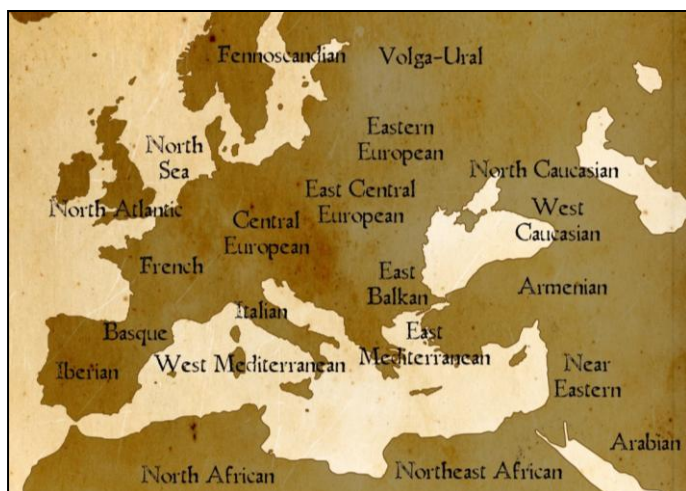 Fennoscandian
Volga-Ural
Eastern
European
North
Sea
North Caucasian
East Central
European
North Atlantic
West
Caucasian
Central
European
French
East
Balkan
Armenian
Italian
Basque
East
Mediterranean
West Mediterranean
Iberian
Near
Eastern
Arabian
North African
Northeast African